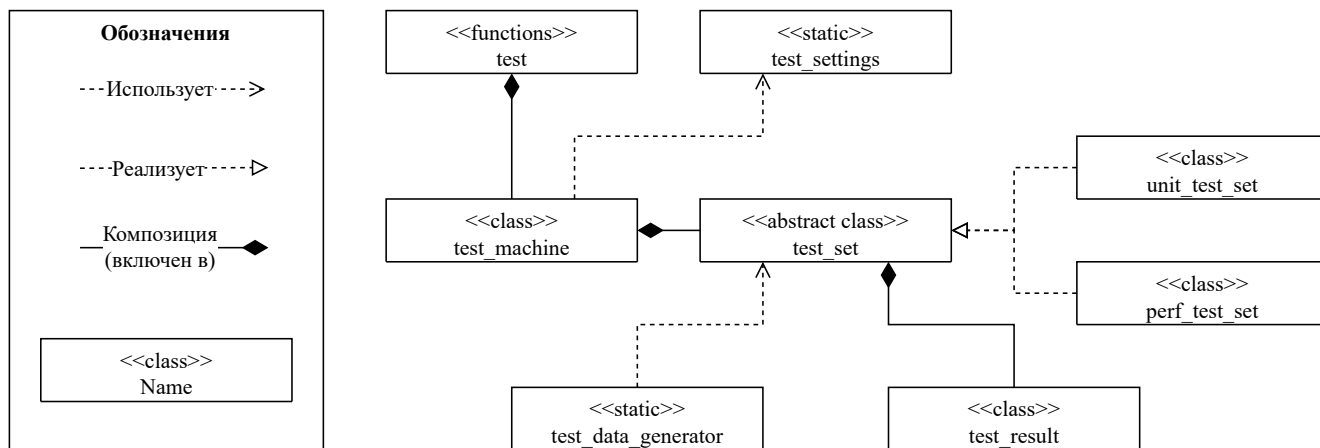 Обозначения
Использует
Реализует
Композиция
(включен в)
<<class>>
Name
<<functions>>
test
<<static>>
test_settings
<<class>>
test_machine
<<abstract class>>
test_set
<<class>>
unit_test_set
<<class>>
perf_test_set
<<static>>
test_data_generator
<<class>>
test_result